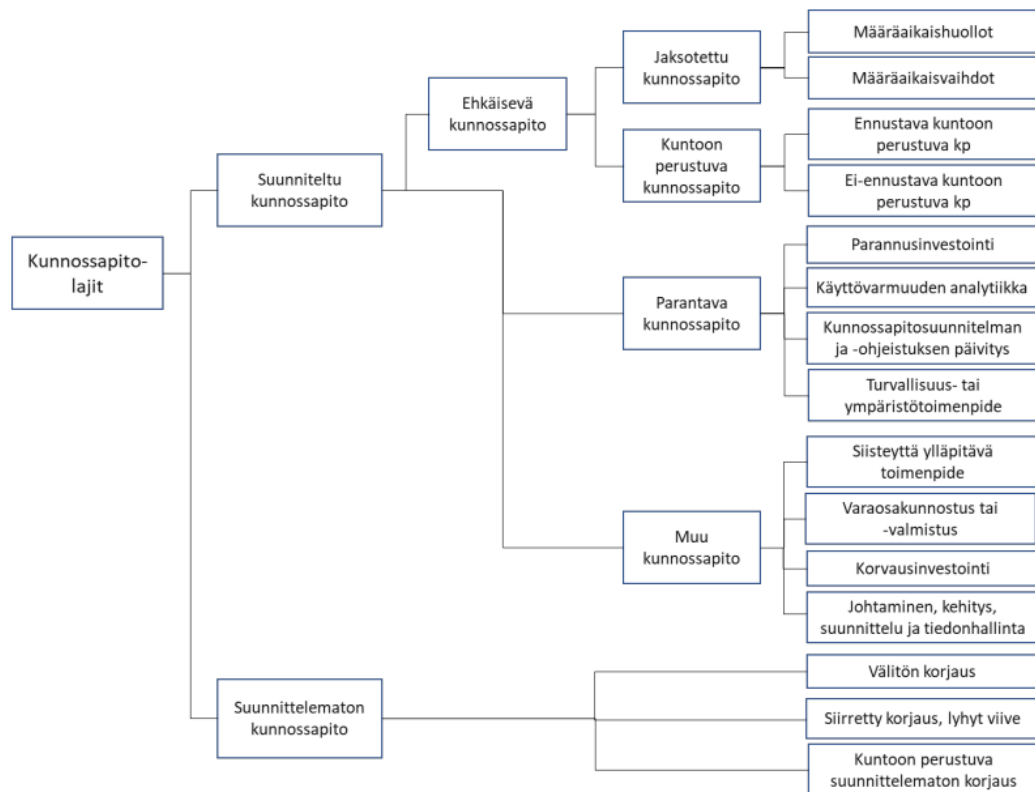 Kunnossapito-
lajit
Suunniteltu
kunnossapito
Ehkäisevä
kunnossapito
Jaksotettu
kunnossapito
Määräaikaishuollot
Määräaikaisvaihdot
Kuntoon
perustuva
kunnossapito
Ennustava kuntoon
perustuva kp
Ei-ennustava kuntoon
perustuva kp
Parantava
kunnossapito
Parannusinvestointi
Käyttövarmuuden analytiikka
Kunnossapitosuunnitelman
ja -ohjeistuksen päivitys
Turvallisuus- tai
ympäristötoimenpide
Muu
kunnossapito
Siisteyttä ylläpitävä
toimenpide
Varaosakunnostus tai
-valmistus
Korvausinvestointi
Johtaminen, kehitys,
suunnittelu ja tiedonhallinta
Suunnittelematon
kunnossapito
Välitön korjaus
Siirretty korjaus, lyhyt viive
Kuntoon perustuva
suunnittelematon korjaus